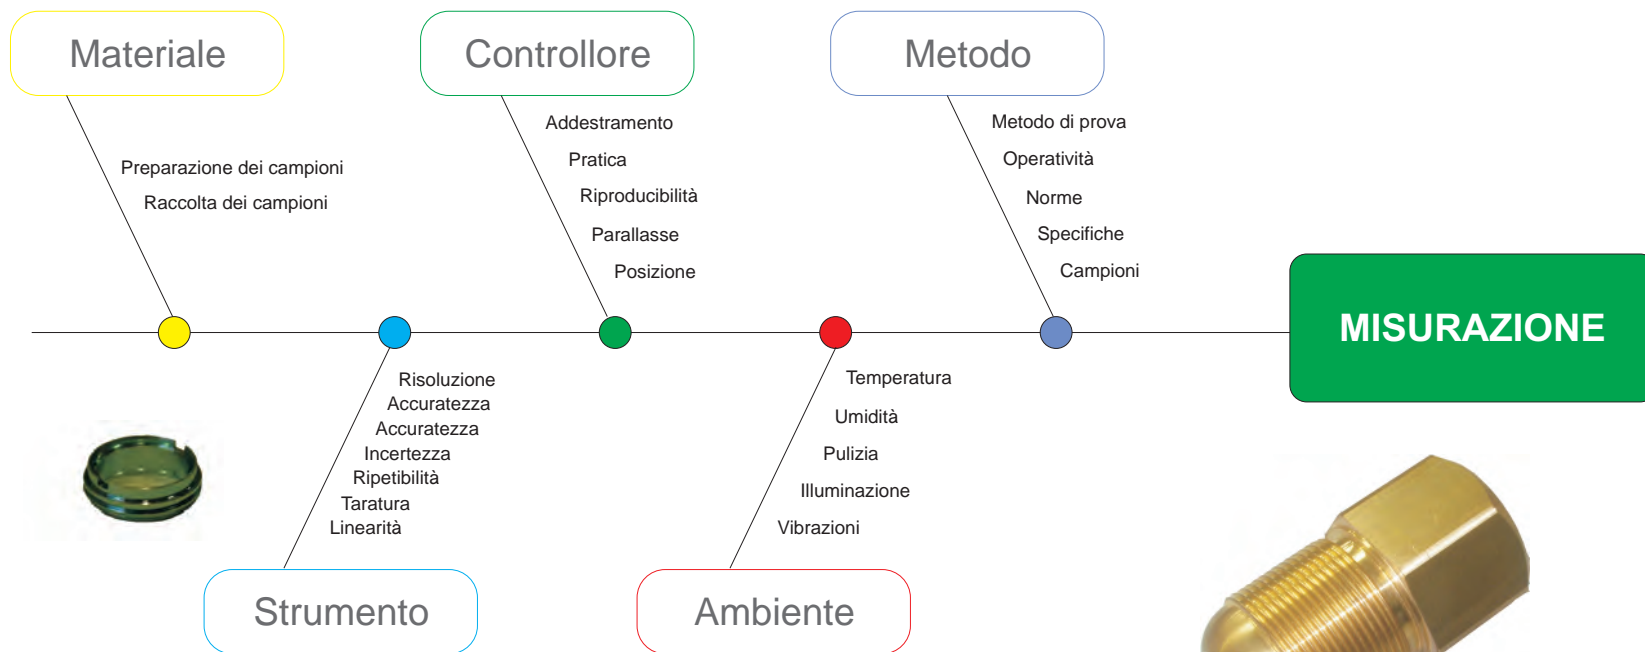 Materiale
Controllore
Metodo
Preparazione dei campioni
Raccolta dei campioni
Addestramento
Pratica
Riproducibilità
Parallasse
Posizione
Metodo di prova
Operatività
Norme
Specifiche
Campioni
MISURAZIONE
Risoluzione
Accuratezza
Accuratezza
Incertezza
Ripetibilità
Taratura
Linearità
Temperatura
Umidità
Pulizia
Illuminazione
Vibrazioni
Strumento
Ambiente